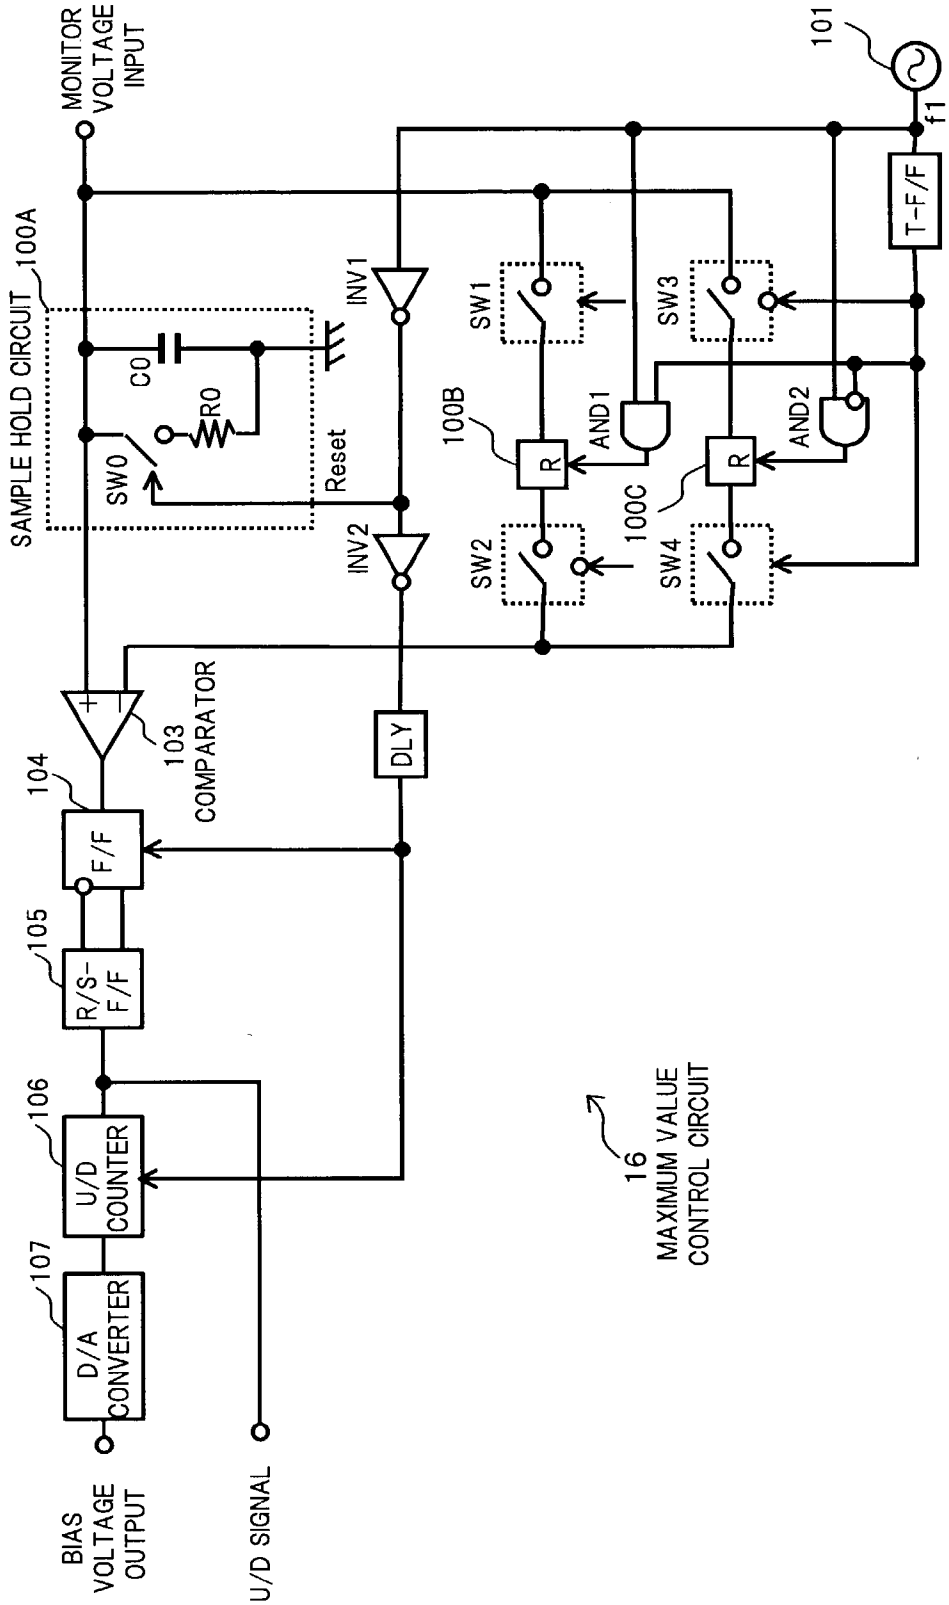 MONITOR
VOLTAGE
INPUT
SAMPLE HOLD CIRCUIT
100A
C0
R0
SW0
Reset
INV1
INV2
101
f1
T-F/F
SW1
SW3
100B
AND1
R
100C
AND2
R
SW2
SW4
+
−
103
COMPARATOR
104
F/F
DLY
105
R/S-
F/F
106
U/D
COUNTER
107
D/A
CONVERTER
BIAS
VOLTAGE
OUTPUT
U/D SIGNAL
16
MAXIMUM VALUE
CONTROL CIRCUIT